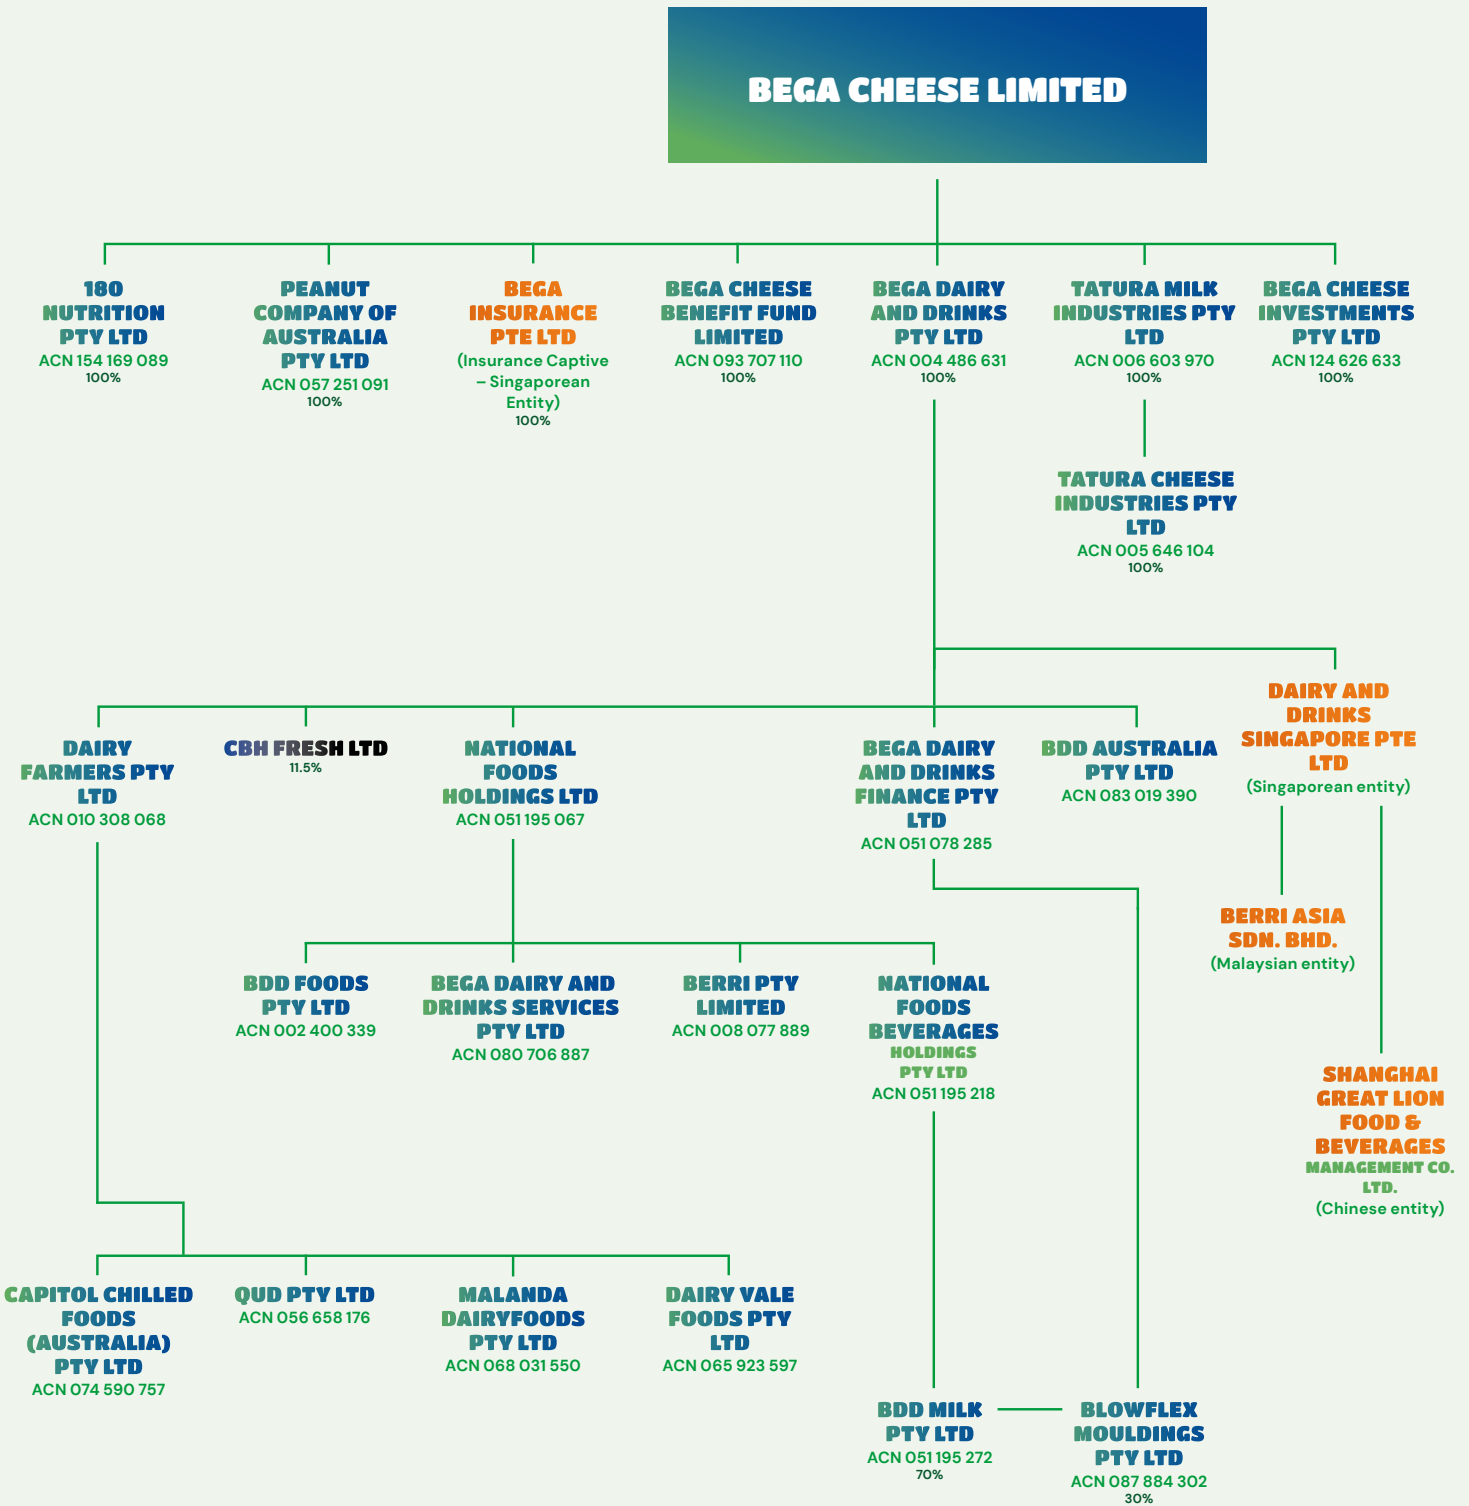 BEGA CHEESE LIMITED
180
NUTRITION
PTY LTD
ACN 154 169 089
100%
PEANUT
COMPANY OF
AUSTRALIA
PTY LTD
ACN 057 251 091
100%
BEGA
INSURANCE
PTE LTD
(Insurance Captive
– Singaporean
Entity)
100%
BEGA CHEESE
BENEFIT FUND
LIMITED
ACN 093 707 110
100%
BEGA DAIRY
AND DRINKS
PTY LTD
ACN 004 486 631
100%
TATURA MILK
INDUSTRIES PTY
LTD
ACN 006 603 970
100%
BEGA CHEESE
INVESTMENTS
PTY LTD
ACN 124 626 633
100%
TATURA CHEESE
INDUSTRIES PTY
LTD
ACN 005 646 104
100%
DAIRY
FARMERS PTY
LTD
ACN 010 308 068
CBH FRESH LTD
11.5%
NATIONAL
FOODS
HOLDINGS LTD
ACN 051 195 067
BEGA DAIRY
AND DRINKS
FINANCE PTY
LTD
ACN 051 078 285
BDD AUSTRALIA
PTY LTD
ACN 083 019 390
DAIRY AND
DRINKS
SINGAPORE PTE
LTD
(Singaporean entity)
BERRI ASIA
SDN. BHD.
(Malaysian entity)
BDD FOODS
PTY LTD
ACN 002 400 339
BEGA DAIRY AND
DRINKS SERVICES
PTY LTD
ACN 080 706 887
BERRI PTY
LIMITED
ACN 008 077 889
NATIONAL
FOODS
BEVERAGES
HOLDINGS
PTY LTD
ACN 051 195 218
SHANGHAI
GREAT LION
FOOD &
BEVERAGES
MANAGEMENT CO.
LTD.
(Chinese entity)
CAPITOL CHILLED
FOODS
(AUSTRALIA)
PTY LTD
ACN 074 590 757
QUD PTY LTD
ACN 056 658 176
MALANDA
DAIRYFOODS
PTY LTD
ACN 068 031 550
DAIRY VALE
FOODS PTY
LTD
ACN 065 923 597
BDD MILK
PTY LTD
ACN 051 195 272
70%
BLOWFLEX
MOULDINGS
PTY LTD
ACN 087 884 302
30%